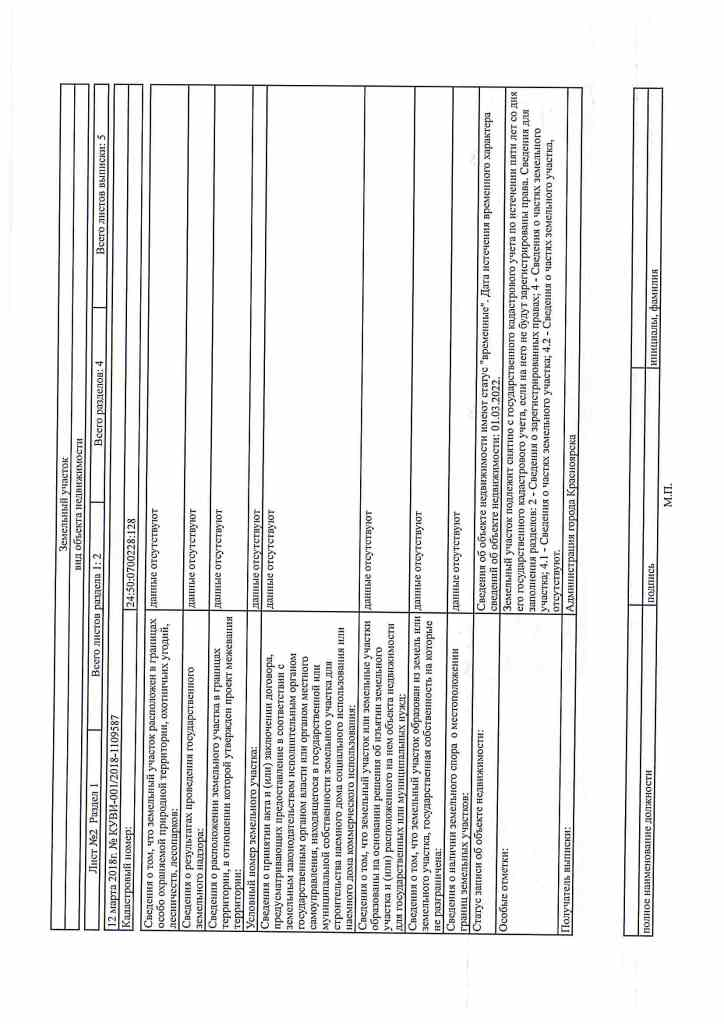 Земельный участок
вид объекта недвижимости
Лист №2 Раздел 1 Всего листов раздела 1: 2 Всего разделов: 4 Всего листов выписки: 5
12 марта 2018г. № КУВИ-001/2018-1109587
Кадастровый номер: 24:50:0700228:128
Сведения о том, что земельный участок расположен в границах
особо охраняемой природной территории, охотничьих угодий,
лесничеств, лесопарков:
данные отсутствуют
Сведения о результатах проведения государственного
земельного надзора:
данные отсутствуют
Сведения о расположении земельного участка в границах
территории, в отношении которой утвержден проект межевания
территории:
данные отсутствуют
Условный номер земельного участка: данные отсутствуют
Сведения о принятии акта и (или) заключении договора,
предусматривающих предоставление в соответствии с
земельным законодательством исполнительным органом
государственным органом власти или органом местного
самоуправления, находящегося в государственной или
муниципальной собственности земельного участка для
строительства наемного дома социального использования или
наемного дома коммерческого использования:
данные отсутствуют
Сведения о том, что земельный участок или земельные участки
образованы на основании решения об изъятии земельного
участка и (или) расположенного на нем объекта недвижимости
для государственных или муниципальных нужд:
данные отсутствуют
Сведения о том, что земельный участок образован из земель или
земельного участка, государственная собственность на которые
не разграничена:
данные отсутствуют
Сведения о наличии земельного спора о местоположении
границ земельных участков:
данные отсутствуют
Статус записи об объекте недвижимости:
Сведения об объекте недвижимости имеют статус "временные". Дата истечения временного характера
сведений об объекте недвижимости: 01.03.2022.
Особые отметки:
Земельный участок подлежит снятию с государственного кадастрового учета по истечении пяти лет со дня
его государственного кадастрового учета, если на него не будут зарегистрированы права. Сведения для
заполнения разделов: 2 - Сведения о зарегистрированных правах; 4 - Сведения о частях земельного
участка; 4.1 - Сведения о частях земельного участка; 4.2 - Сведения о частях земельного участка,
отсутствуют.
Получатель выписки: Администрация города Красноярска
полное наименование должности подпись инициалы, фамилия
М.П.